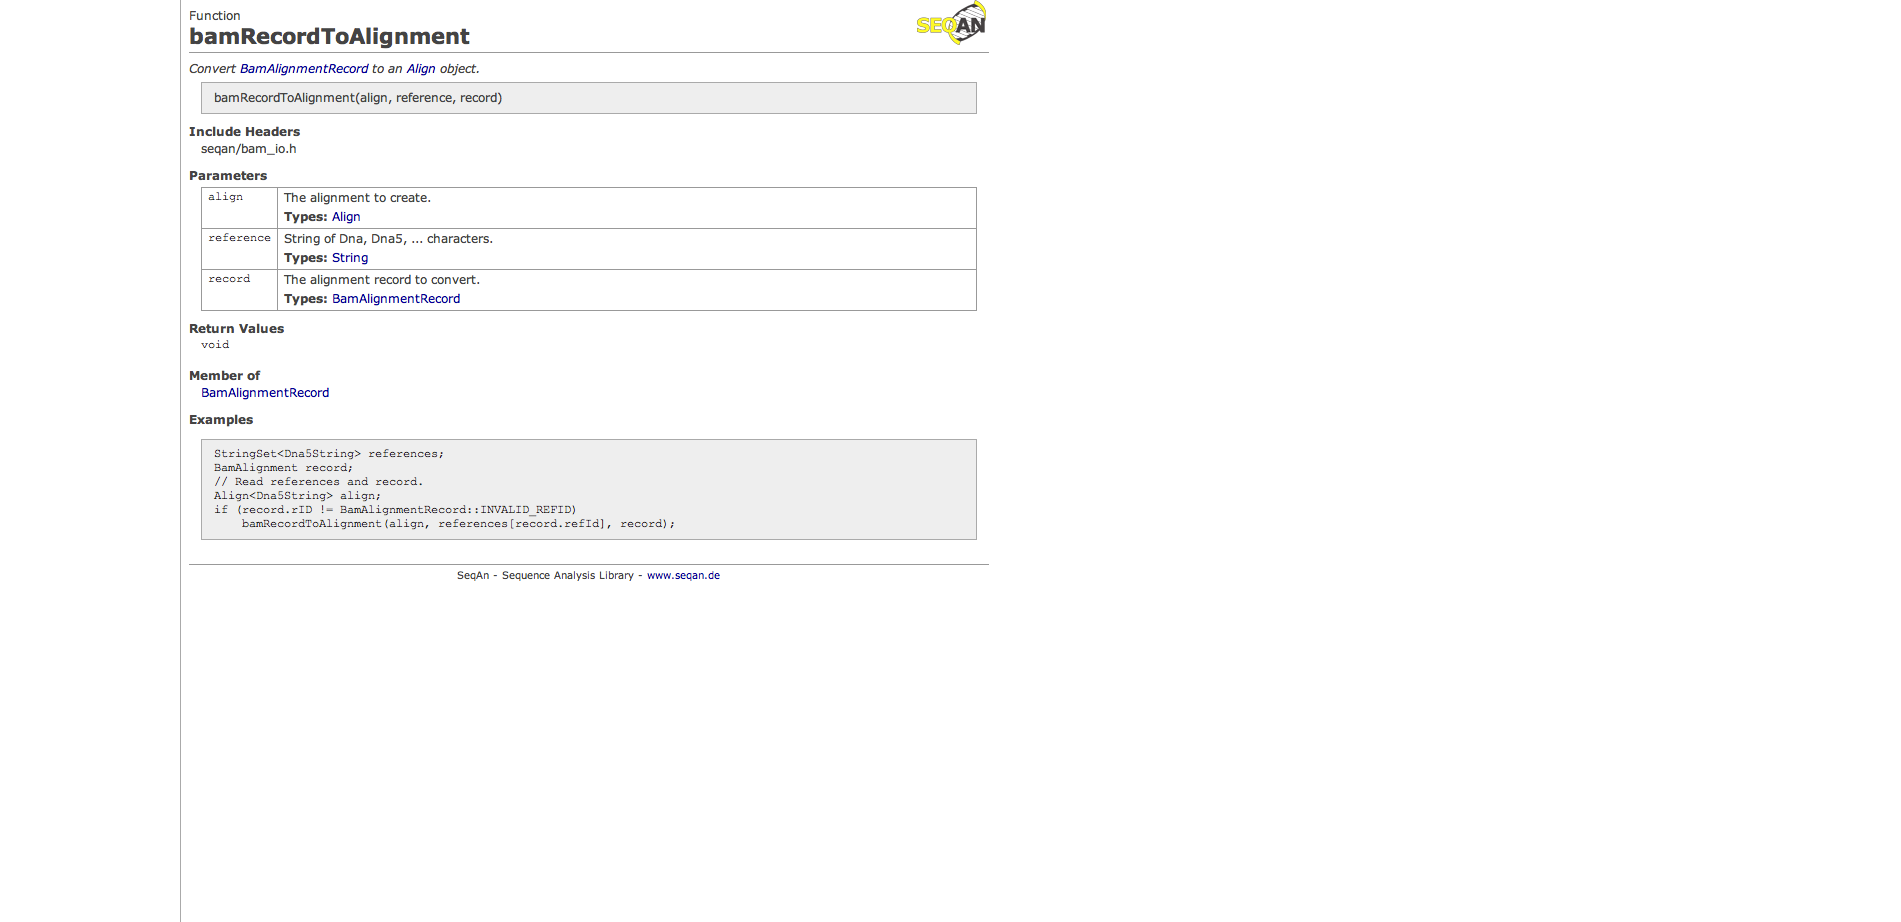 Function
SEQAN
bamRecordToAlignment
Convert BamAlignmentRecord to an Align object.
bamRecordToAlignment(align, reference, record)
Include Headers
seqan/bam_io.h
Parameters
align The alignment to create.
Types: Align
reference String of Dna, Dna5, ... characters.
Types: String
record The alignment record to convert.
Types: BamAlignmentRecord
Return Values
void
Member of
BamAlignmentRecord
Examples
StringSet<Dna5String> references;
BamAlignment record;
// Read references and record.
Align<Dna5String> align;
if (record.rID != BamAlignmentRecord::INVALID_REFID)
    bamRecordToAlignment(align, references[record.refId], record);
SeqAn - Sequence Analysis Library - www.seqan.de